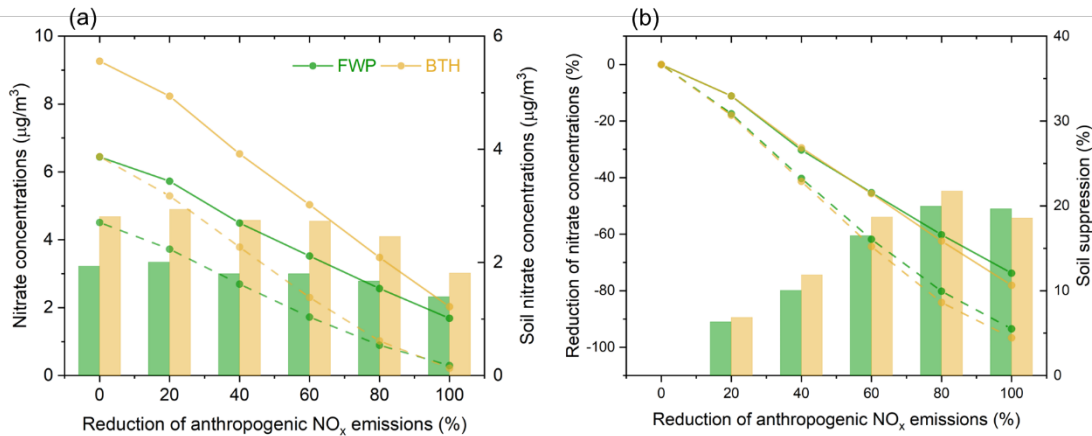 (a)
Nitrate concentrations (μg/m³)
10
8
6
4
2
0
FWP BTH
6
4
2
0
Soil nitrate concentrations (μg/m³)
0 20 40 60 80 100
Reduction of anthropogenic NOₓ emissions (%)
(b)
Reduction of nitrate concentrations (%)
0
-20
-40
-60
-80
-100
40
30
20
10
0
Soil suppression (%)
0 20 40 60 80 100
Reduction of anthropogenic NOₓ emissions (%)